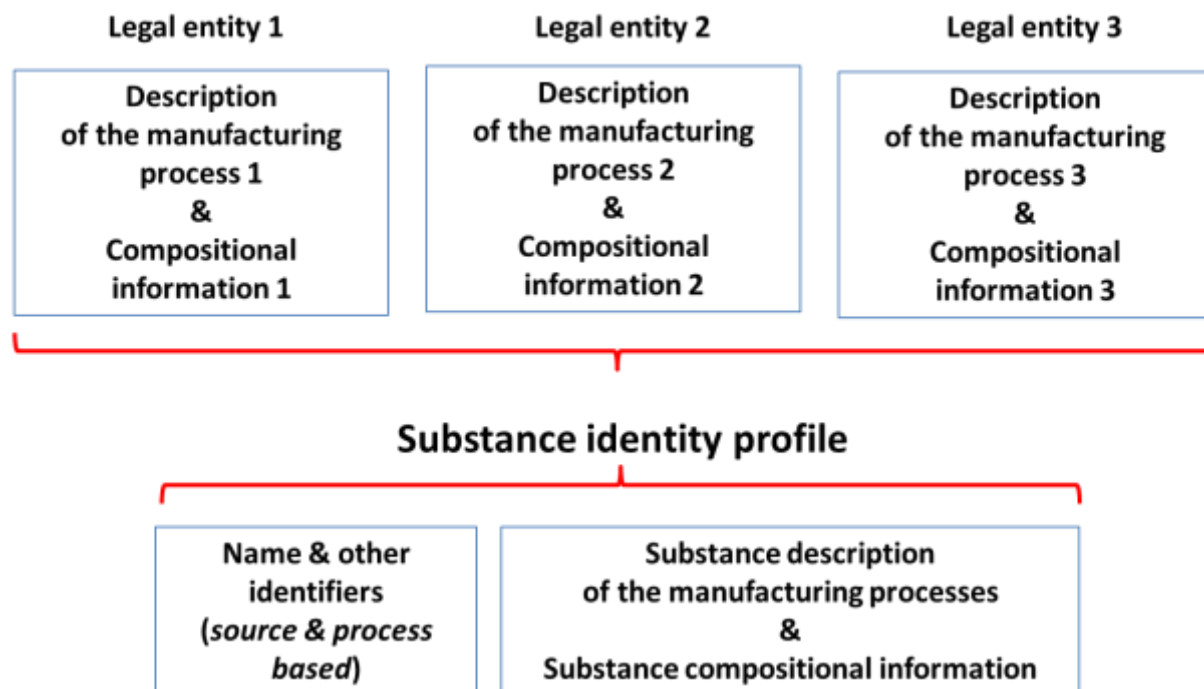 Legal entity 1
Legal entity 2
Legal entity 3
Description
of the manufacturing
process 1
&
Compositional
information 1
Description
of the manufacturing
process 2
&
Compositional
information 2
Description
of the manufacturing
process 3
&
Compositional
information 3
Substance identity profile
Name & other
identifiers
(source & process
based)
Substance description
of the manufacturing processes
&
Substance compositional information